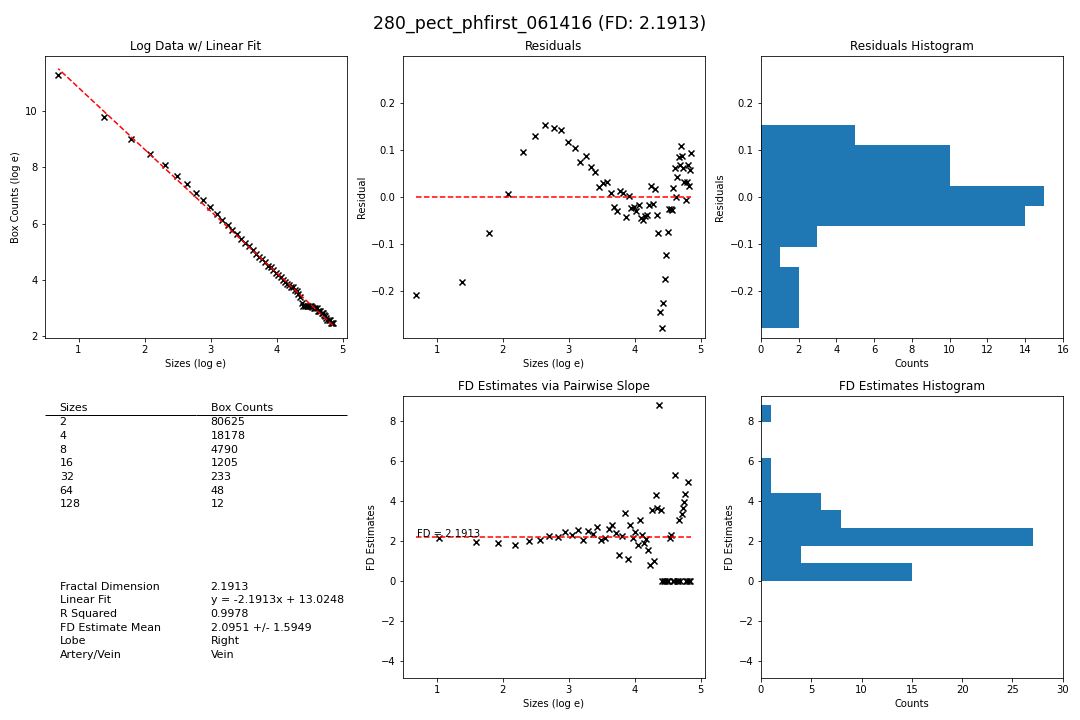 280_pect_phfirst_061416 (FD: 2.1913)
Log Data w/ Linear Fit
Box Counts (log e)
10
8
6
4
2
1 2 3 4 5
Sizes (log e)
Residuals
Residual
0.2
0.1
0.0
−0.1
−0.2
1 2 3 4 5
Sizes (log e)
Residuals Histogram
Residuals
0.2
0.1
0.0
−0.1
−0.2
0 2 4 6 8 10 12 14 16
Counts
Sizes Box Counts
2 80625
4 18178
8 4790
16 1205
32 233
64 48
128 12
Fractal Dimension 2.1913
Linear Fit y = -2.1913x + 13.0248
R Squared 0.9978
FD Estimate Mean 2.0951 +/- 1.5949
Lobe Right
Artery/Vein Vein
FD Estimates via Pairwise Slope
FD Estimates
8
6
4
2
0
−2
−4
FD = 2.1913
1 2 3 4 5
Sizes (log e)
FD Estimates Histogram
FD Estimates
8
6
4
2
0
−2
−4
0 5 10 15 20 25 30
Counts